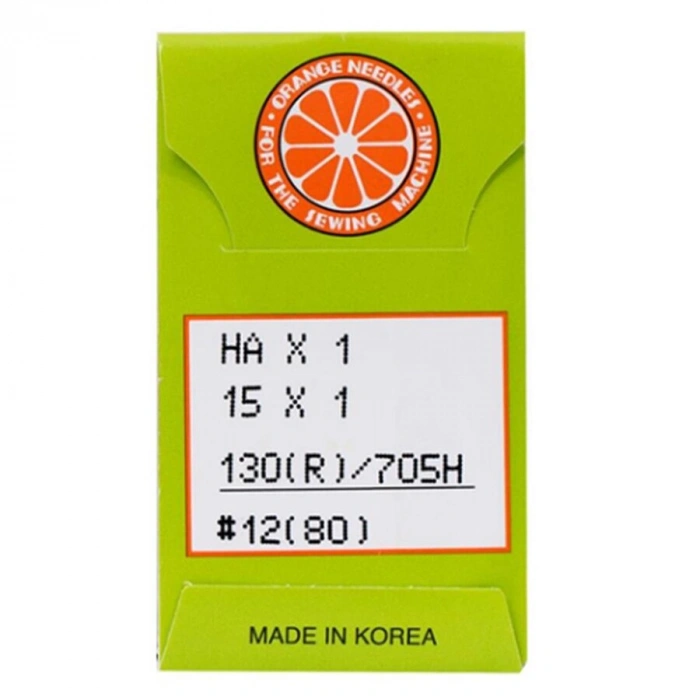 • ORANGE NEEDLES •
FOR THE SEWING MACHINE
HA X 1
15 X 1
130(R)/705H
#12(80)
MADE IN KOREA